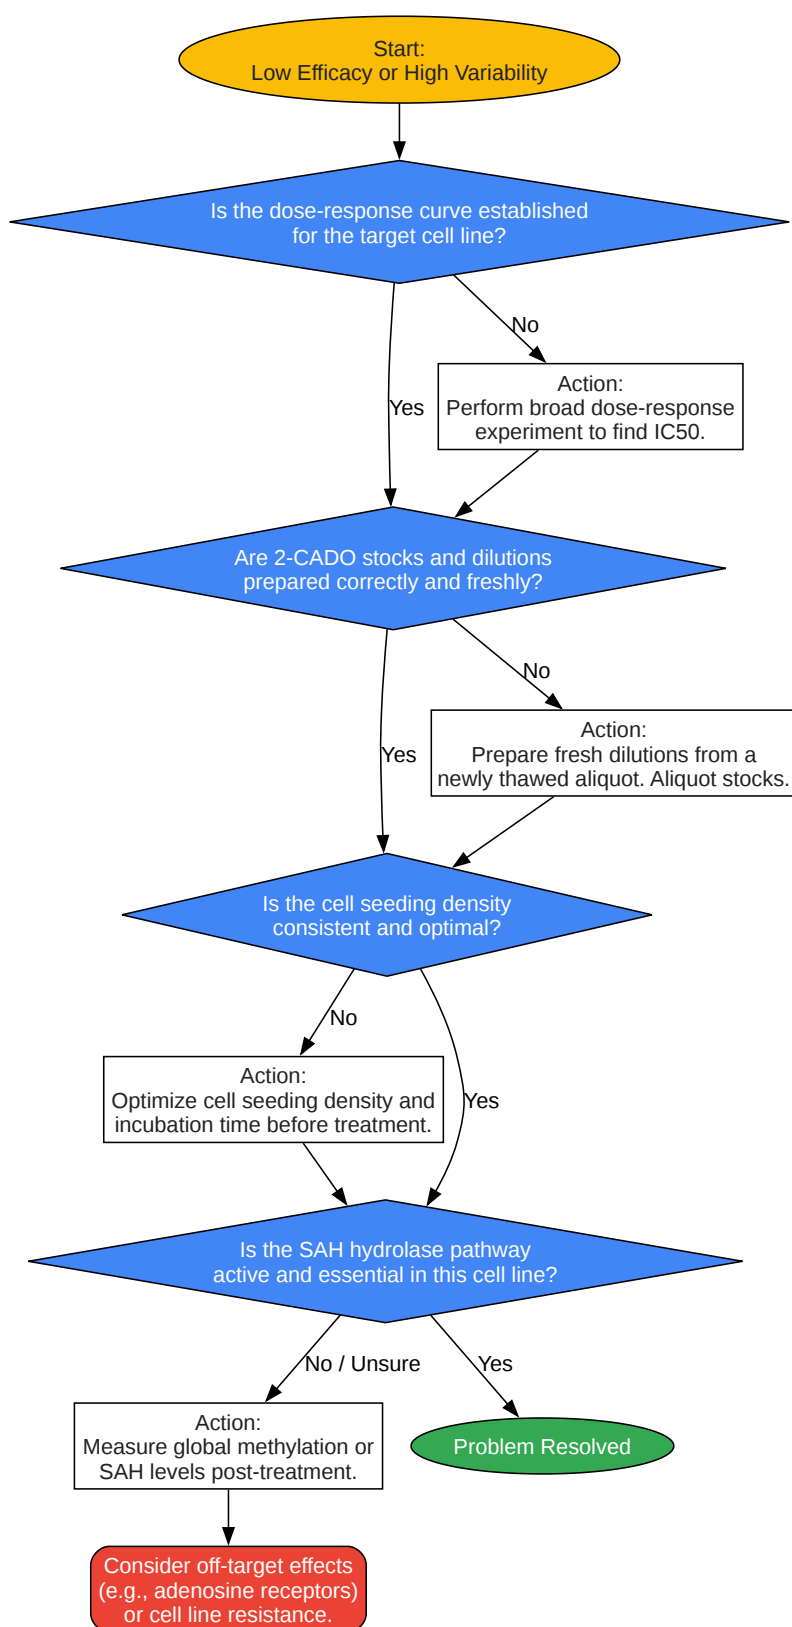 Start:
Low Efficacy or High Variability
Is the dose-response curve established
for the target cell line?
No
Action:
Perform broad dose-response
experiment to find IC50.
Yes
Are 2-CADO stocks and dilutions
prepared correctly and freshly?
No
Action:
Prepare fresh dilutions from a
newly thawed aliquot. Aliquot stocks.
Yes
Is the cell seeding density
consistent and optimal?
No
Action:
Optimize cell seeding density and
incubation time before treatment.
Yes
Is the SAH hydrolase pathway
active and essential in this cell line?
No / Unsure
Yes
Action:
Measure global methylation or
SAH levels post-treatment.
Problem Resolved
Consider off-target effects
(e.g., adenosine receptors)
or cell line resistance.